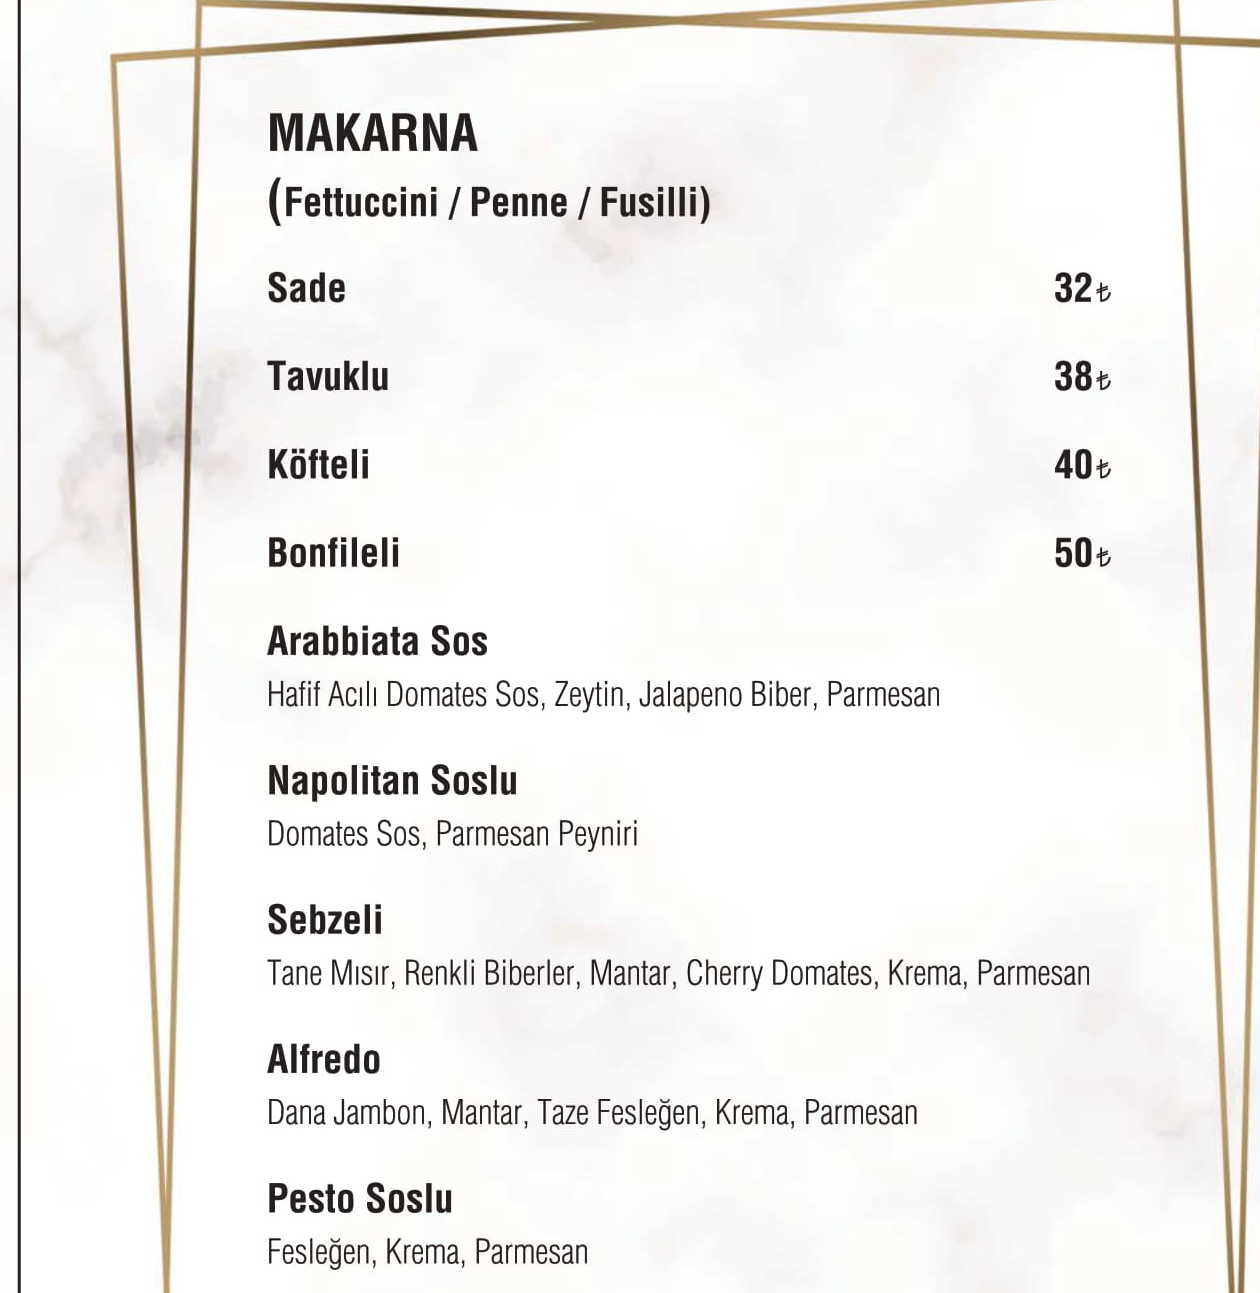 MAKARNA
(Fettuccini / Penne / Fusilli)
Sade 32₺
Tavuklu 38₺
Köfteli 40₺
Bonfileli 50₺
Arabbiata Sos
Hafif Acılı Domates Sos, Zeytin, Jalapeno Biber, Parmesan
Napolitan Soslu
Domates Sos, Parmesan Peyniri
Sebzeli
Tane Mısır, Renkli Biberler, Mantar, Cherry Domates, Krema, Parmesan
Alfredo
Dana Jambon, Mantar, Taze Fesleğen, Krema, Parmesan
Pesto Soslu
Fesleğen, Krema, Parmesan